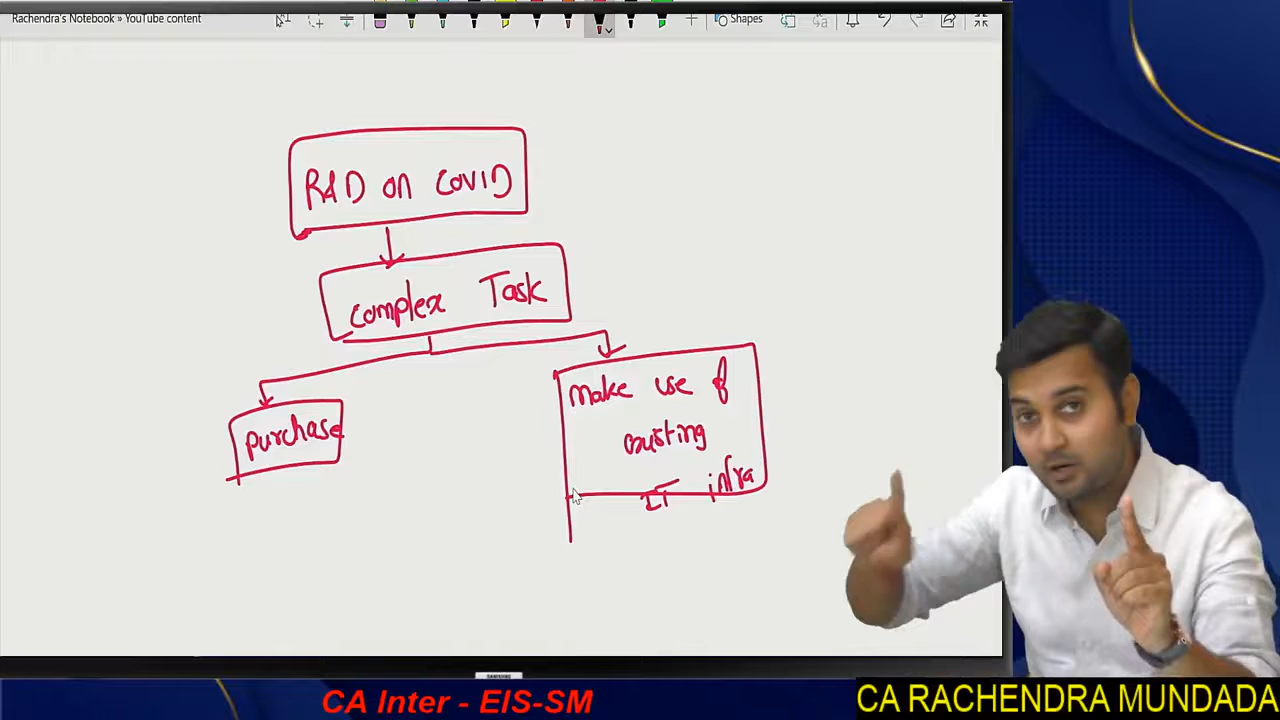 Rachendra's Notebook » YouTube content
Shapes
R&D on COVID
Complex Task
purchase
Make use of
existing
IT infra
SAMSUNG
CA Inter - EIS-SM
CA RACHENDRA MUNDADA